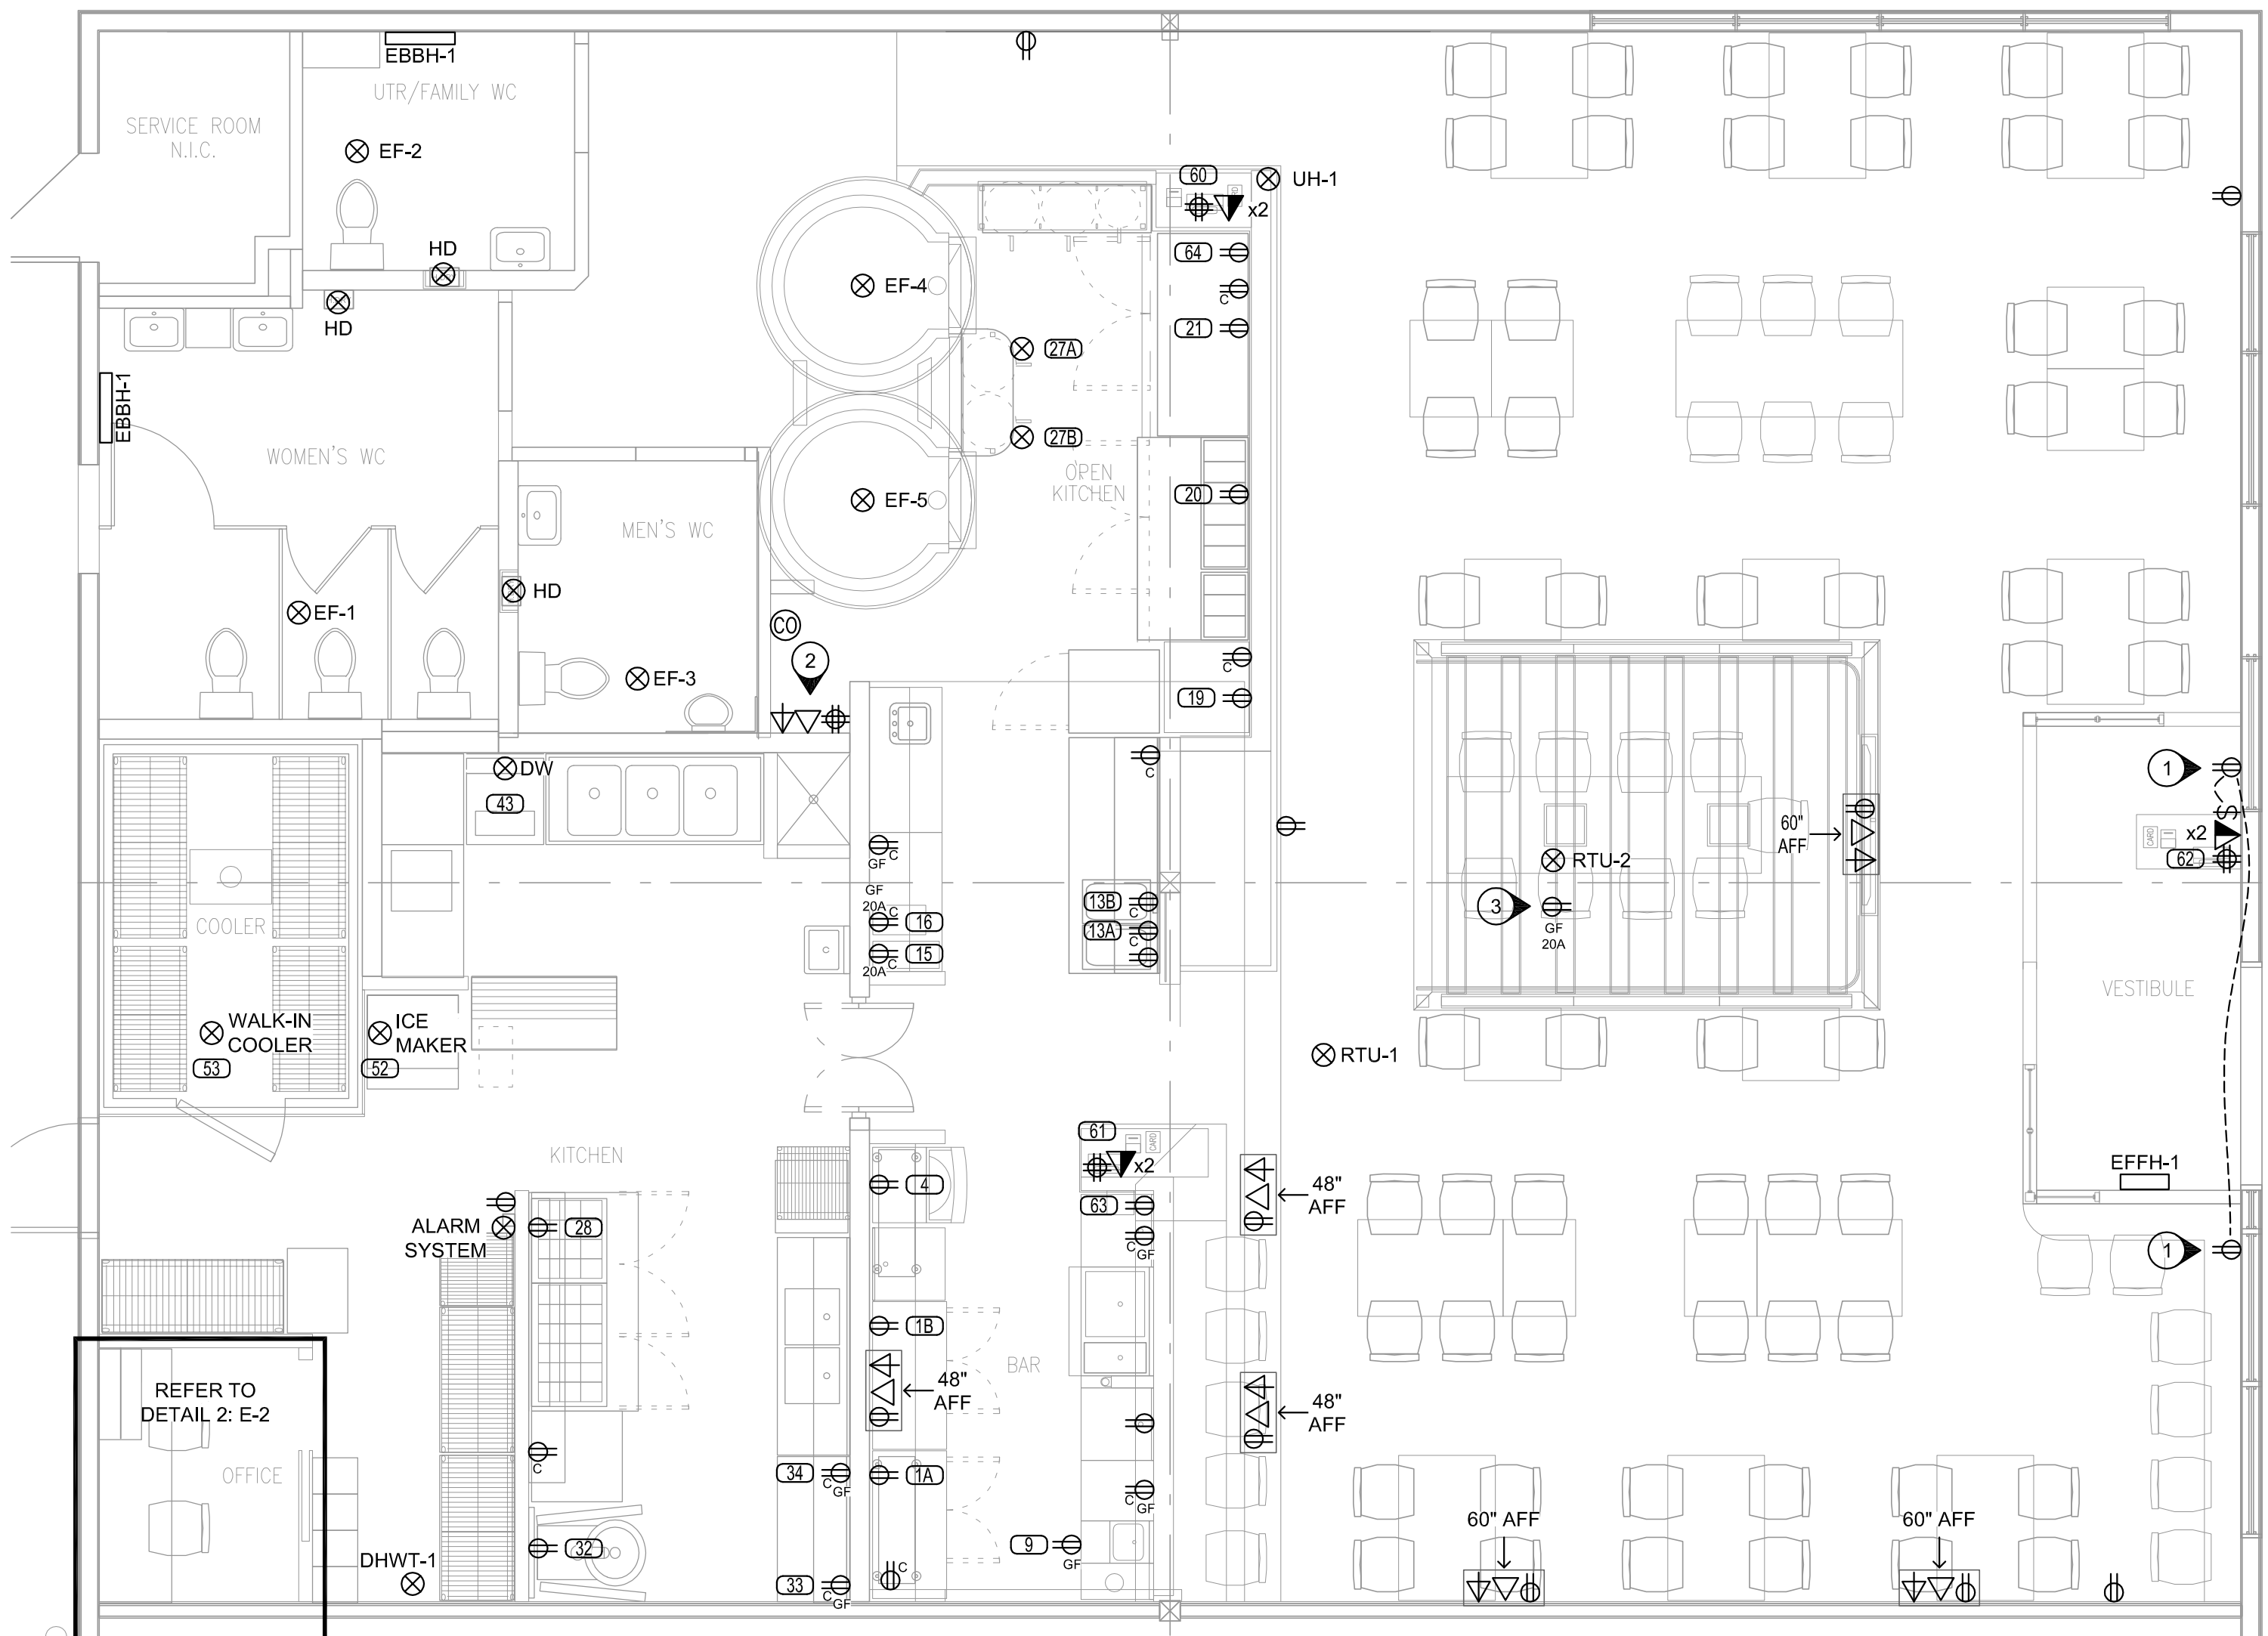 EBBH-1
UTR/FAMILY WC
SERVICE ROOM
N.I.C.
EF-2
60
UH-1
x2
HD
64
EF-4
C
HD
21
27A
EBBH-1
27B
WOMEN'S WC
OPEN
KITCHEN
20
EF-5
MEN'S WC
HD
EF-1
CO
2
C
EF-3
19
DW
C
1
43
60"
AFF
x2
CARD
62
GF
C
RTU-2
GF
20A
C
16
13B
C
3
COOLER
13A
C
GF
20A
15
20A
C
VESTIBULE
WALK-IN
COOLER
ICE
MAKER
RTU-1
53
52
61
CARD
KITCHEN
x2
EFFH-1
4
48"
AFF
63
ALARM
SYSTEM
28
C
GF
1
1B
BAR
REFER TO
DETAIL 2: E-2
48"
AFF
48"
AFF
C
OFFICE
34
C
GF
1A
C
GF
60" AFF
60" AFF
9
GF
32
DHWT-1
33
C
GF
C